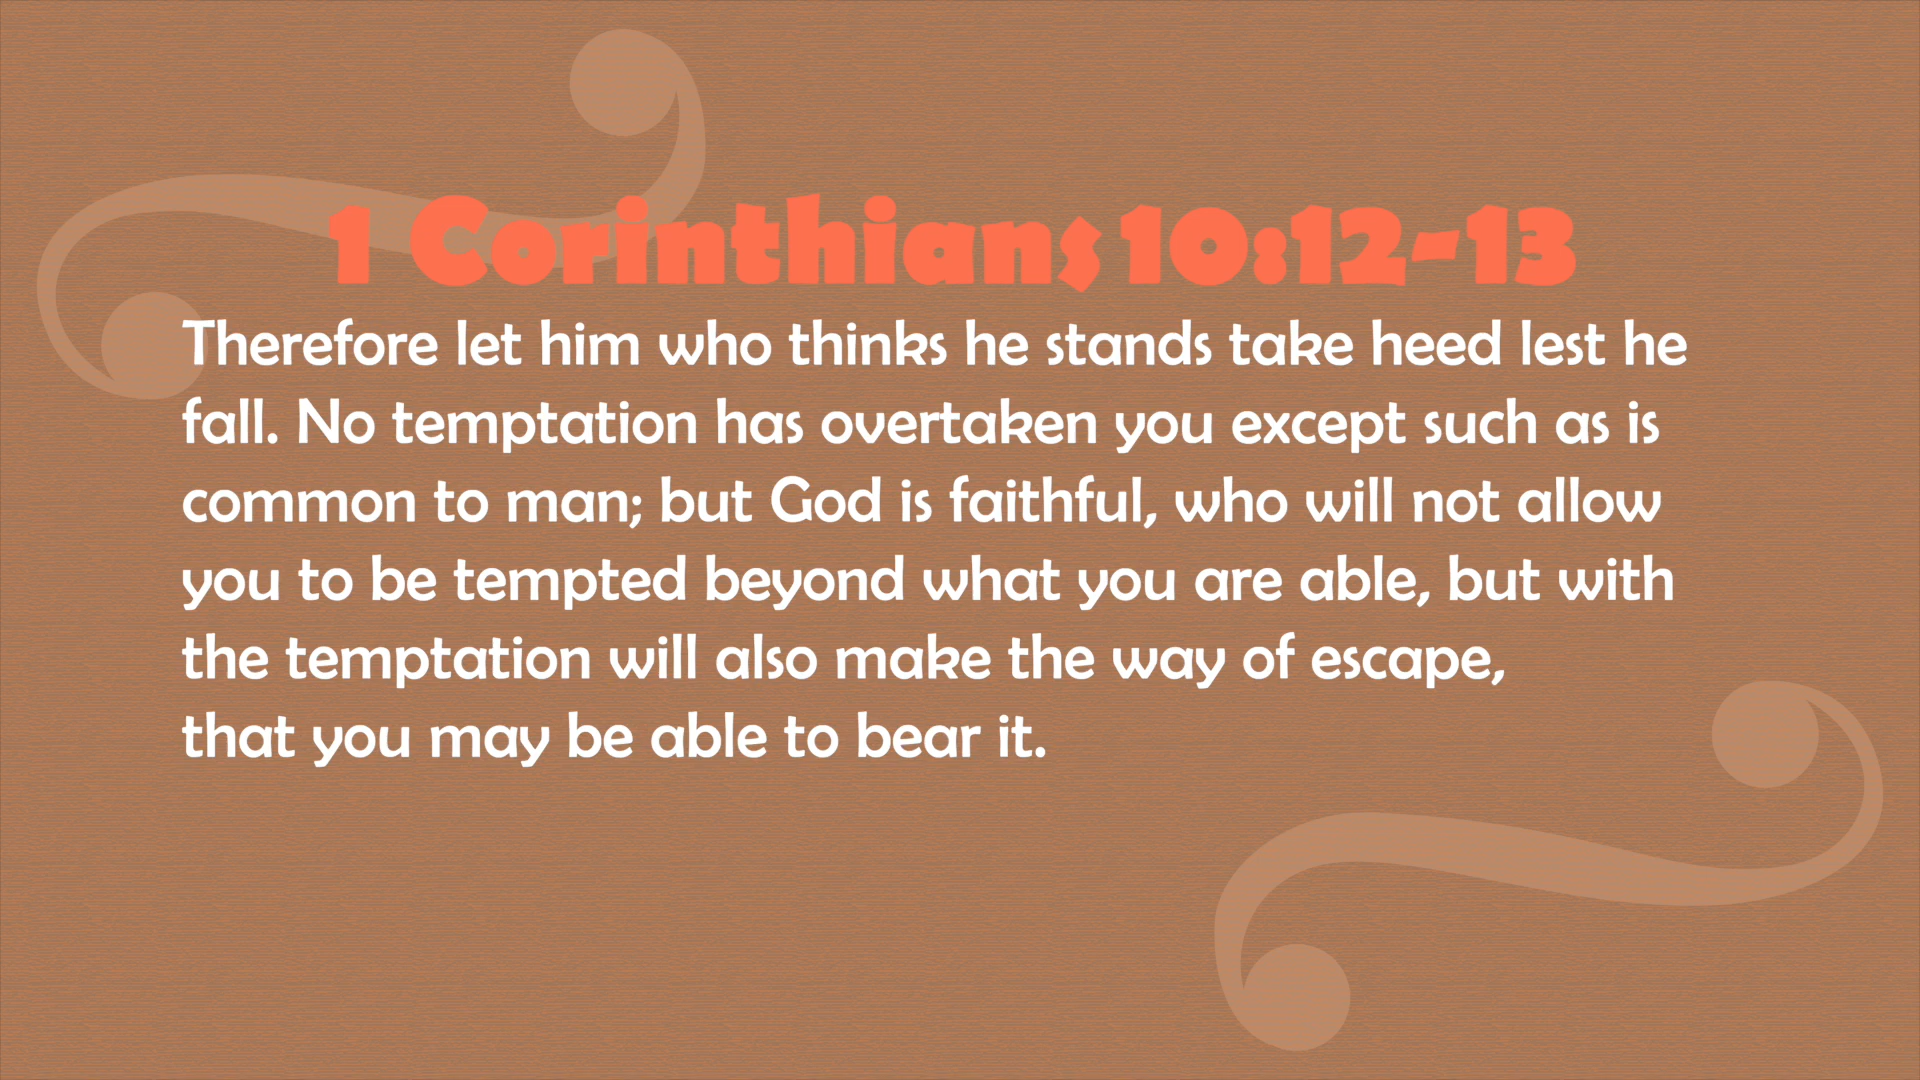 1 Corinthians 10:12-13
Therefore let him who thinks he stands take heed lest he
fall. No temptation has overtaken you except such as is
common to man; but God is faithful, who will not allow
you to be tempted beyond what you are able, but with
the temptation will also make the way of escape,
that you may be able to bear it.